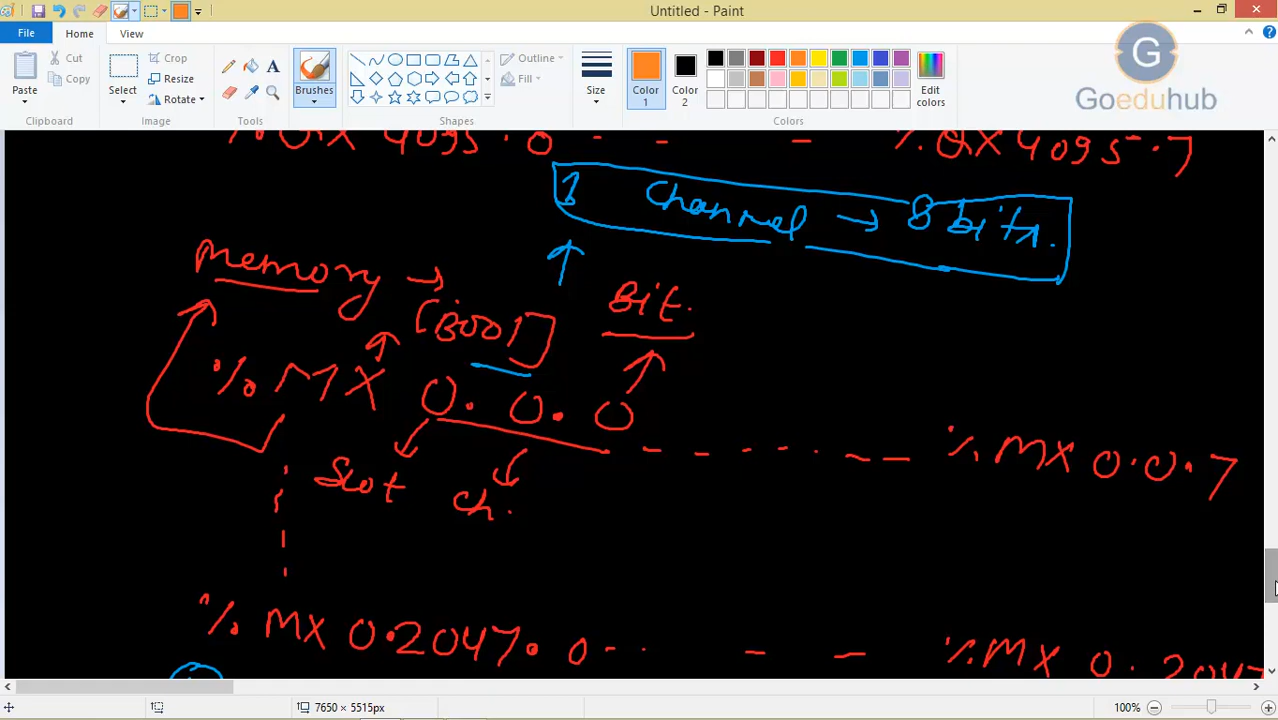 Untitled - Paint
File Home View
Cut
Copy
Paste
Resize
Rotate
Select
Brushes
Outline
Fill
Size
Color 1
Color 2
Edit colors
Clipboard Image Tools Shapes Colors
G
Goeduhub
%QX 4095.0 - - - %QX 4095.7
1 Channel → 8 bits.
Memory →
[Bool] Bit.
%MX 0.0.0 - - - - - - - %MX 0.0.7
Slot
Ch.
%MX 0.2047.0 - - - - %MX 0.2047
7650 × 5515px
100%